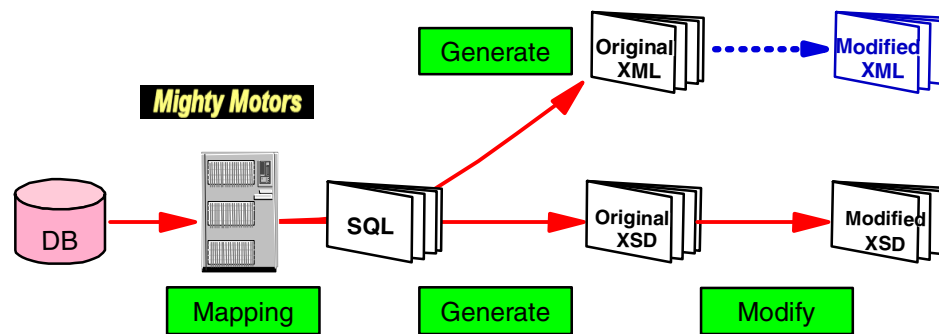 Generate
Original
XML
Modified
XML
Mighty Motors
DB
SQL
Original
XSD
Modified
XSD
Mapping
Generate
Modify